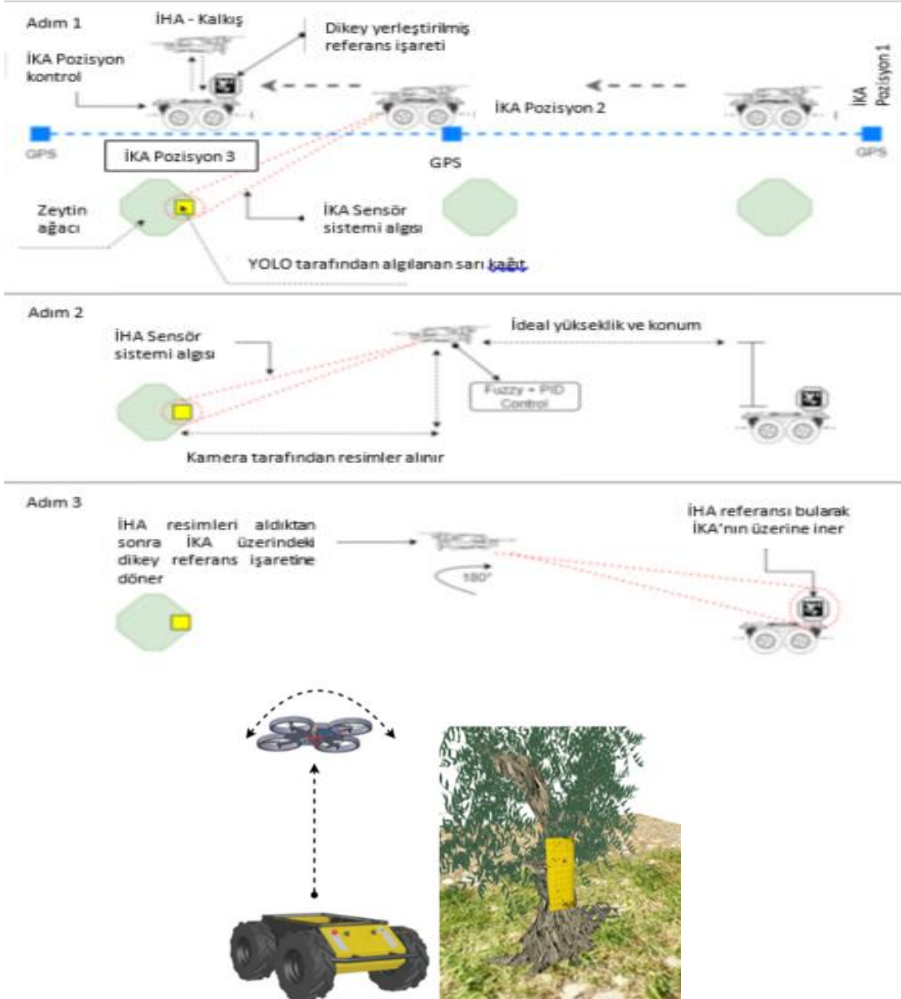 Adım 1
İHA - Kalkış
Dikey yerleştirilmiş
referans işareti
İKA Pozisyon
kontrol
İKA Pozisyon 2
İKA
Pozisyon 1
GPS
İKA Pozisyon 3
GPS
GPS
Zeytin
ağacı
İKA Sensör
sistemi algısı
YOLO tarafından algılanan sarı kağıt
Adım 2
İHA Sensör
sistemi algısı
İdeal yükseklik ve konum
Fuzzy + PID
Control
Kamera tarafından resimler alınır
Adım 3
İHA resimleri aldıktan
sonra İKA üzerindeki
dikey referans işaretine
döner
180°
İHA referansı bularak
İKA'nın üzerine iner